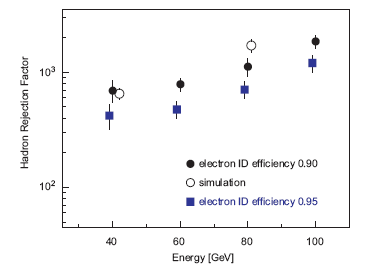 Hadron Rejection Factor
10³
10²
electron ID efficiency 0.90
simulation
electron ID efficiency 0.95
40
60
80
100
Energy [GeV]